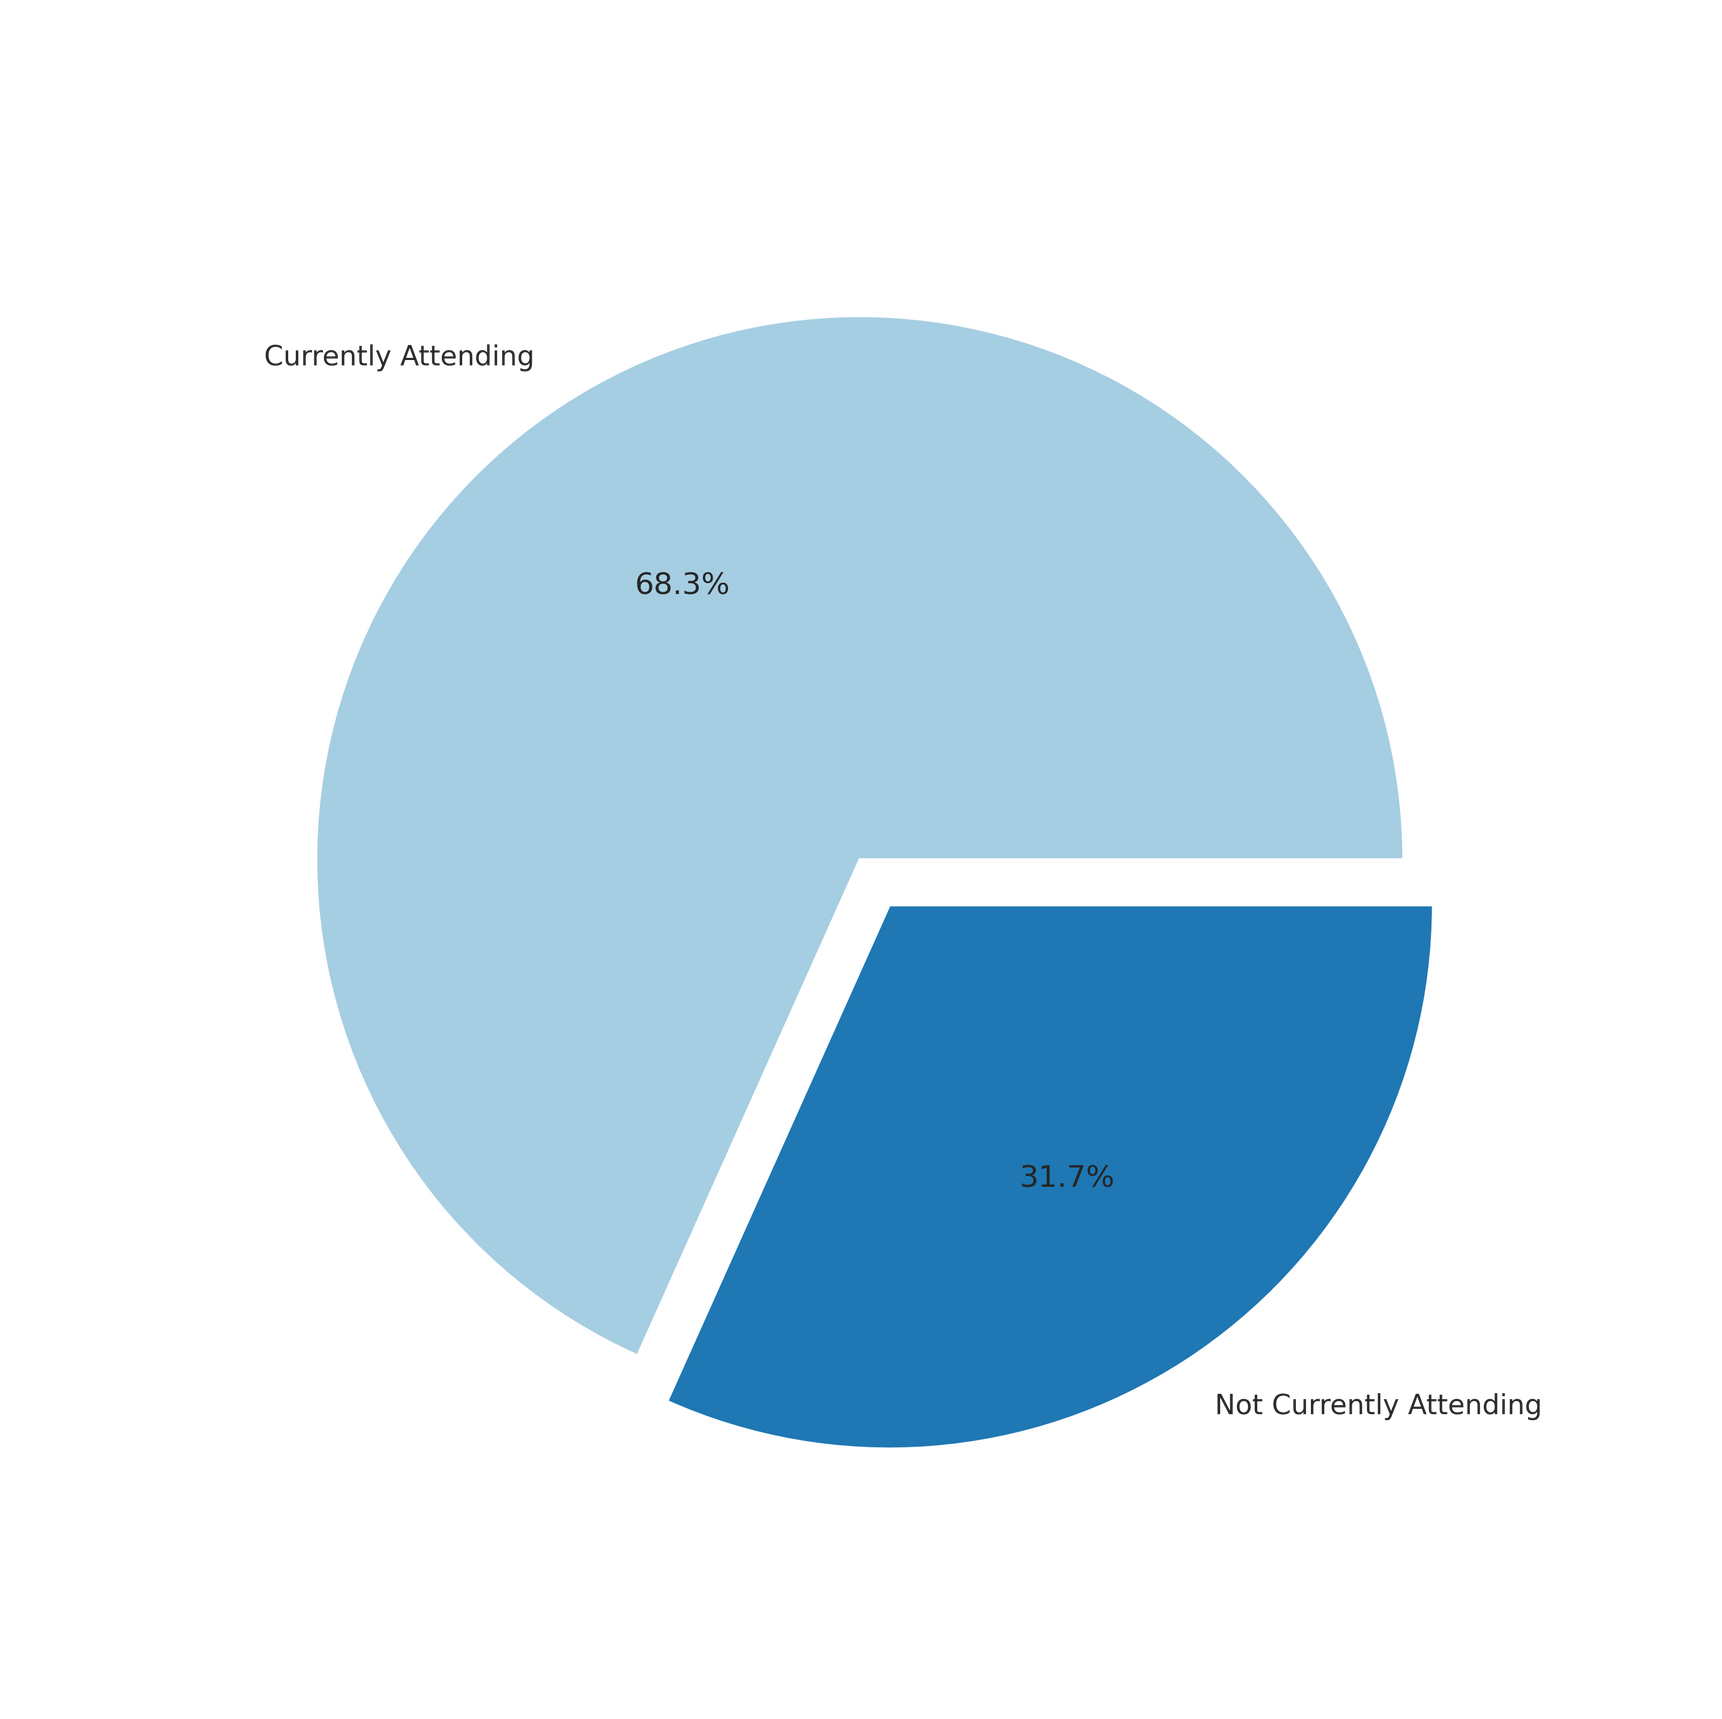 Currently Attending
68.3%
31.7%
Not Currently Attending